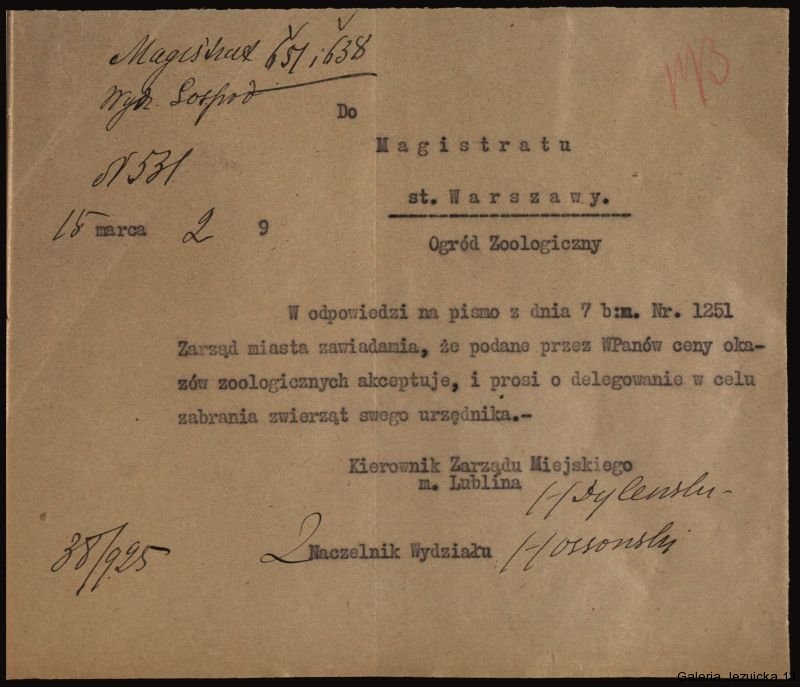 Magistrat 651 i 638
Wydz. Gospod
N 531
Do
Magistratu
st. Warszawy.
15 marca 2 9
Ogród Zoologiczny
W odpowiedzi na pismo z dnia 7 b:m. Nr. 1251
Zarząd miasta zawiadamia, że podane przez WPanów ceny oka-
zów zoologicznych akceptuje, i prosi o delegowanie w celu
zabrania zwierząt swego urzędnika.-
Kierownik Zarządu Miejskiego
m. Lublina
38/925
Naczelnik Wydziału
Galeria Jezuicka 1